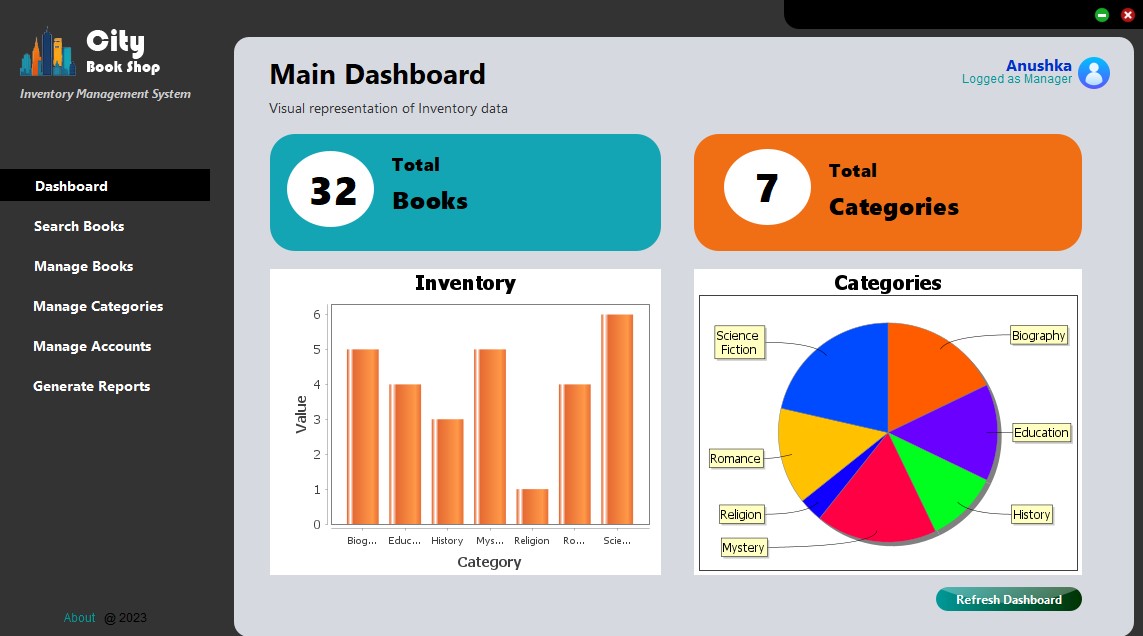 City
Book Shop
Inventory Management System
Dashboard
Search Books
Manage Books
Manage Categories
Manage Accounts
Generate Reports
About @ 2023
Main Dashboard
Visual representation of Inventory data
Anushka
Logged as Manager
32
Total
Books
7
Total
Categories
Inventory
6
5
4
3
2
1
0
Value
Biog... Educ... History Mys... Religion Ro... Scie...
Category
Categories
Science
Fiction
Biography
Education
Romance
Religion
History
Mystery
Refresh Dashboard